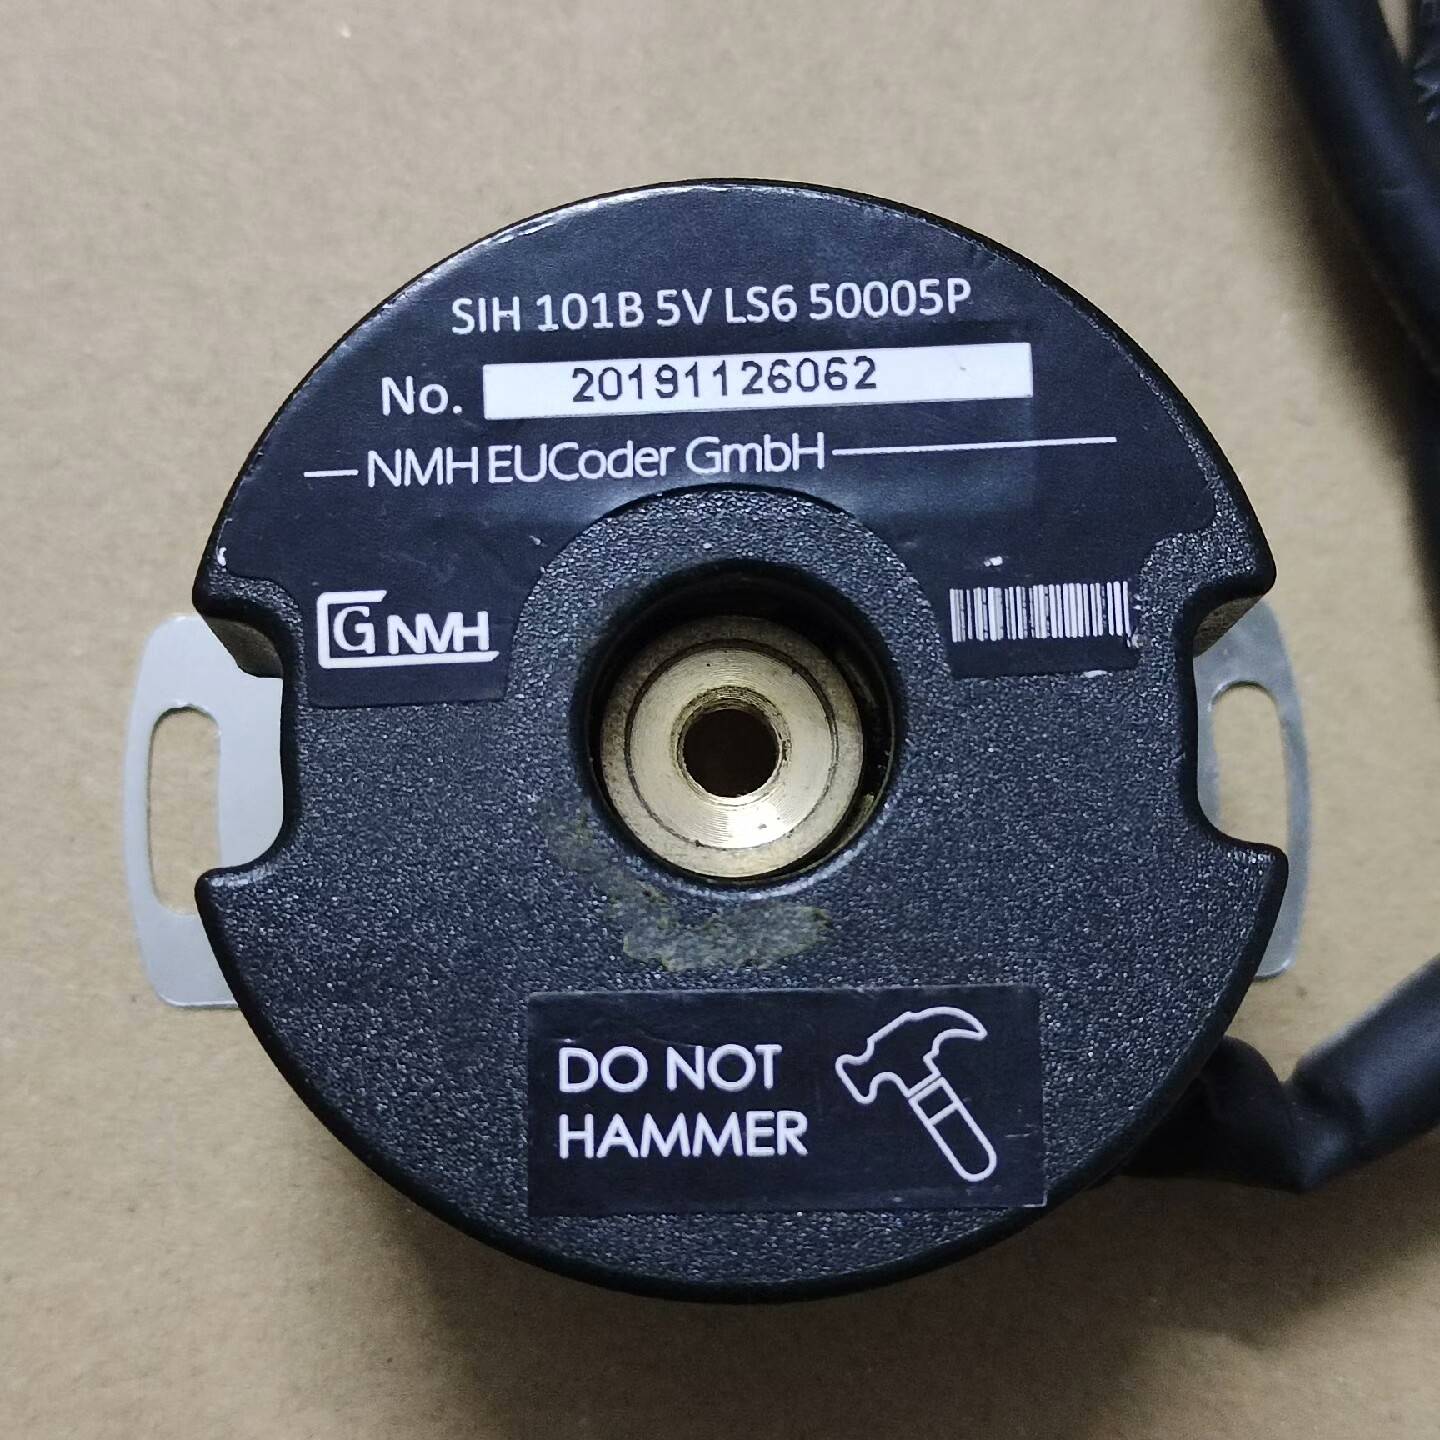 SIH 101B 5V LS6 50005P
No. 20191126062
NMH EUCoder GmbH
G NMH
DO NOT
HAMMER